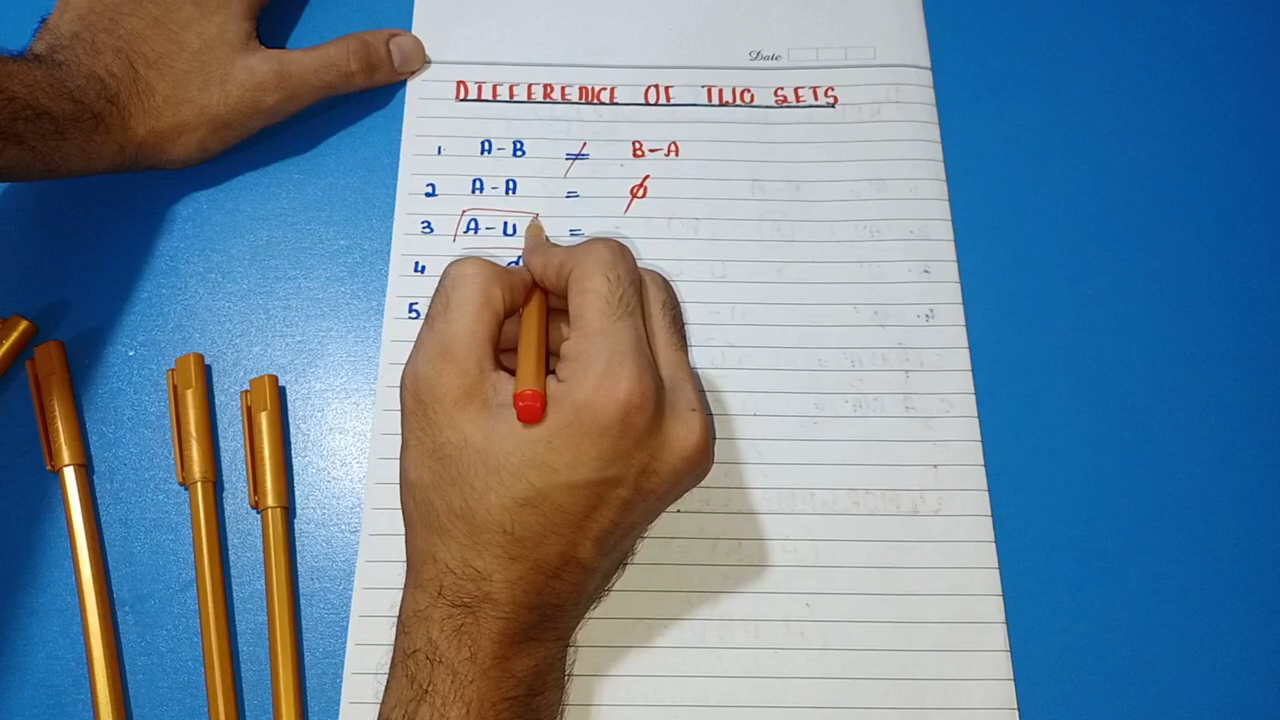 Date
DIFFERENCE OF TWO SETS
1. A-B ≠ B-A
2 A-A = φ
3 A-U =
4
5